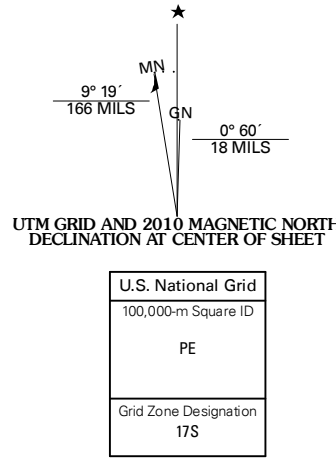 MN
9° 19´
166 MILS
GN
0° 60´
18 MILS
UTM GRID AND 2010 MAGNETIC NORTH
DECLINATION AT CENTER OF SHEET
U.S. National Grid
100,000-m Square ID
PE
Grid Zone Designation
17S